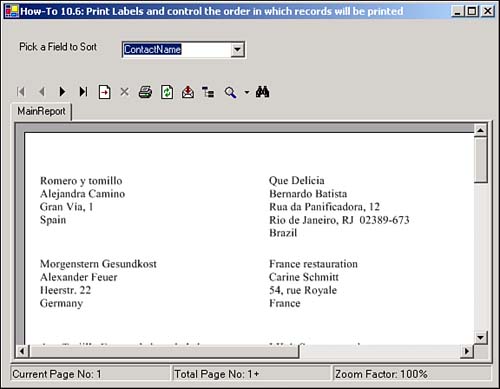 How-To 10.6: Print Labels and control the order in which records will be printed
Pick a Field to Sort
ContactName
MainReport
Romero y tomillo
Alejandra Camino
Gran Vía, 1
Spain
Que Delícia
Bernardo Batista
Rua da Panificadora, 12
Rio de Janeiro, RJ 02389-673
Brazil
Morgenstern Gesundkost
Alexander Feuer
Heerstr. 22
Germany
France restauration
Carine Schmitt
54, rue Royale
France
Current Page No: 1
Total Page No: 1+
Zoom Factor: 100%